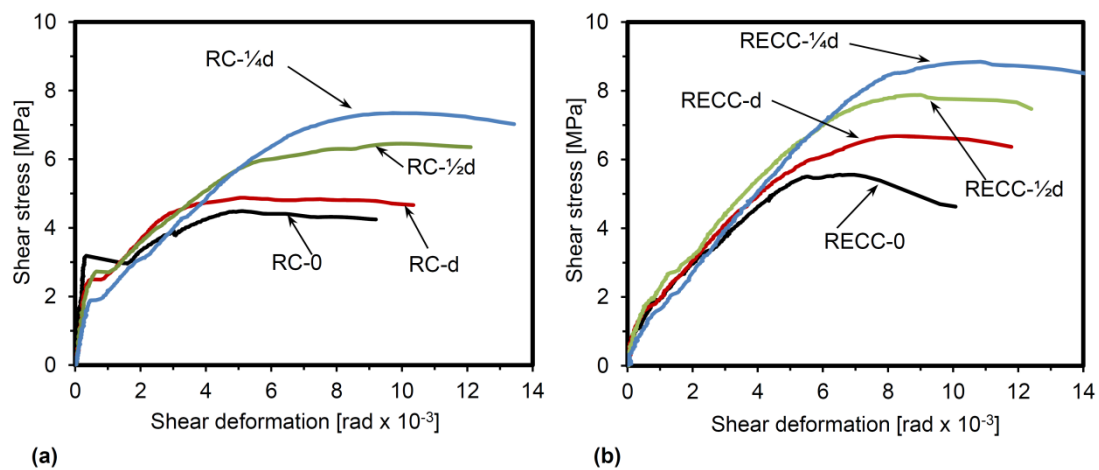 10
8
6
4
2
0
Shear stress [MPa]
RC-¼d
RC-½d
RC-0
RC-d
0 2 4 6 8 10 12 14
Shear deformation [rad x 10⁻³]
(a)
10
8
6
4
2
0
Shear stress [MPa]
RECC-¼d
RECC-d
RECC-½d
RECC-0
0 2 4 6 8 10 12 14
Shear deformation [rad x 10⁻³]
(b)